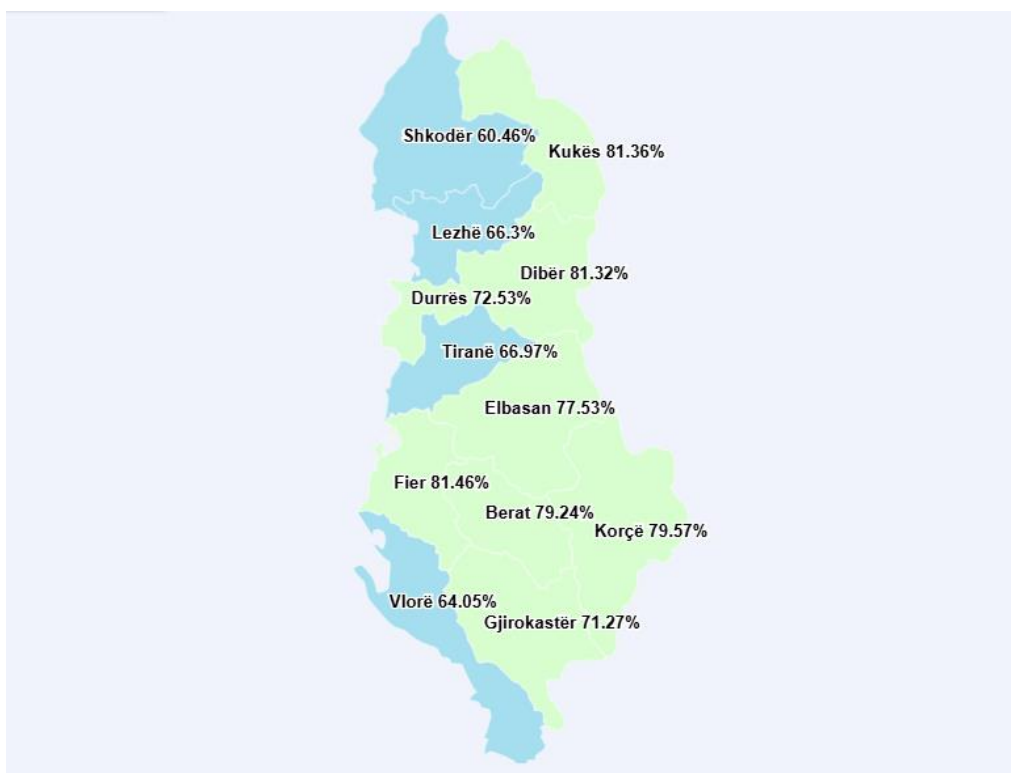 Shkodër 60.46%
Kukës 81.36%
Lezhë 66.3%
Dibër 81.32%
Durrës 72.53%
Tiranë 66.97%
Elbasan 77.53%
Fier 81.46%
Berat 79.24%
Korçë 79.57%
Vlorë 64.05%
Gjirokastër 71.27%